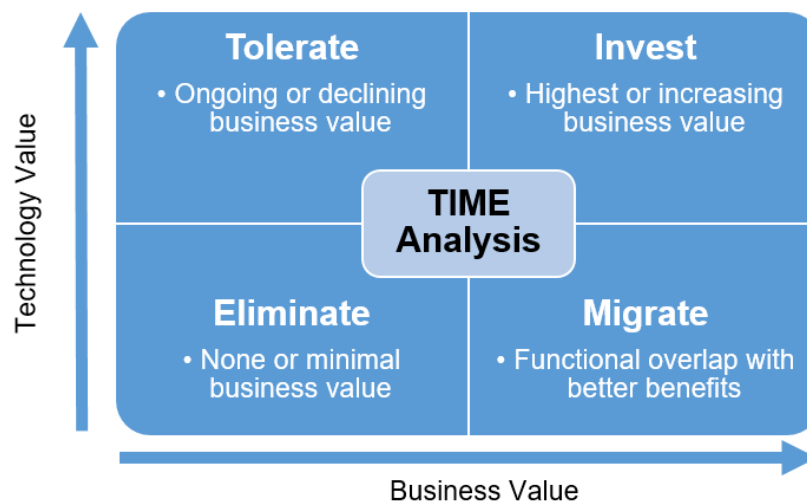 Tolerate
• Ongoing or declining
business value
Invest
• Highest or increasing
business value
TIME
Analysis
Eliminate
• None or minimal
business value
Migrate
• Functional overlap with
better benefits
Technology Value
Business Value